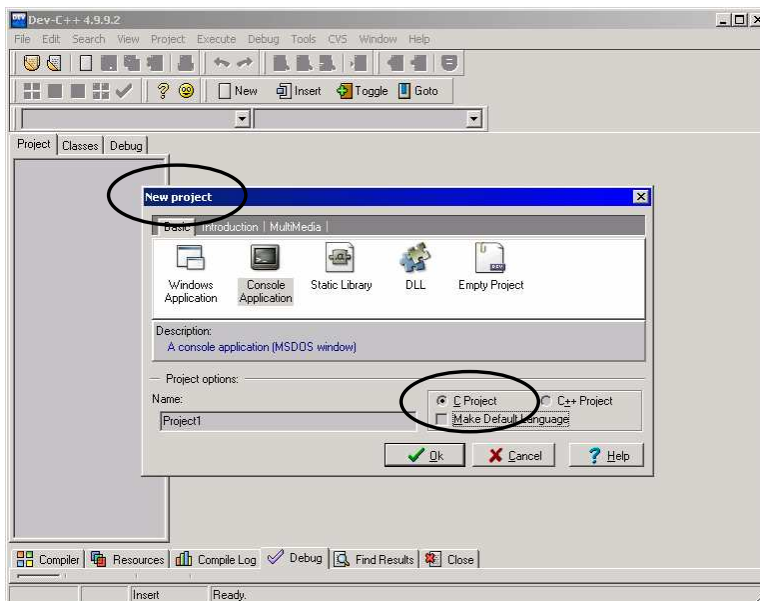 Dev-C++ 4.9.9.2
File Edit Search View Project Execute Debug Tools CVS Window Help
New Insert Toggle Goto
Project Classes Debug
New project
Basic Introduction MultiMedia
Windows Application Console Application Static Library DLL Empty Project
Description:
A console application (MSDOS window)
Project options:
Name:
C Project C++ Project
Project1
Make Default Language
Ok Cancel Help
Compiler Resources Compile Log Debug Find Results Close
Insert Ready.